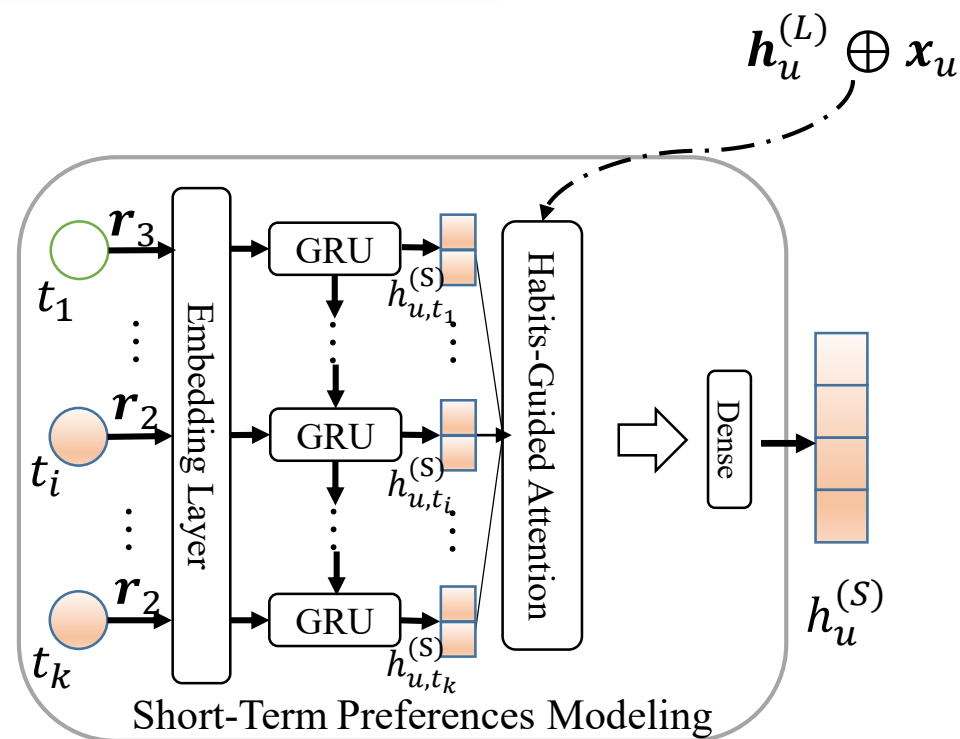 h_u^{(L)} ⊕ x_u
r_3
t_1
r_2
t_i
r_2
t_k
⋮
⋮
Embedding Layer
GRU
⋮
GRU
⋮
GRU
h_{u,t_1}^{(S)}
⋮
h_{u,t_i}^{(S)}
⋮
h_{u,t_k}^{(S)}
Habits-Guided Attention
Dense
h_u^{(S)}
Short-Term Preferences Modeling